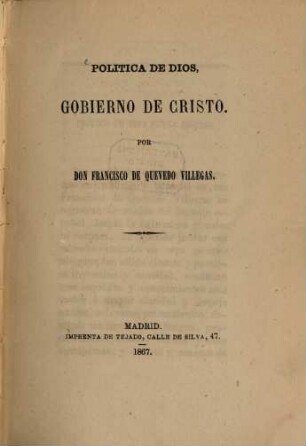 POLITICA DE DIOS,
GOBIERNO DE CRISTO.
POR
DON FRANCISCO DE QUEVEDO VILLEGAS.
MADRID.
IMPRENTA DE TEJADO, CALLE DE SILVA, 47.
1867.